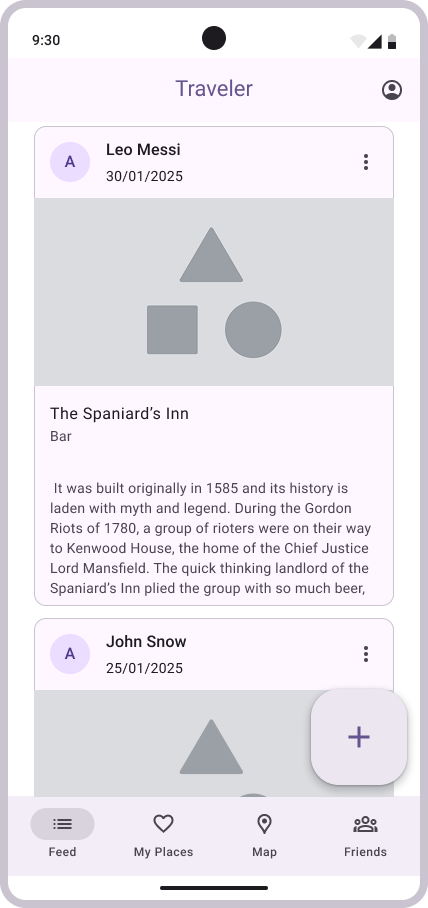 9:30
Traveler
A
Leo Messi
30/01/2025
The Spaniard’s Inn
Bar
It was built originally in 1585 and its history is
laden with myth and legend. During the Gordon
Riots of 1780, a group of rioters were on their way
to Kenwood House, the home of the Chief Justice
Lord Mansfield. The quick thinking landlord of the
Spaniard’s Inn plied the group with so much beer,
A
John Snow
25/01/2025
Feed
My Places
Map
Friends